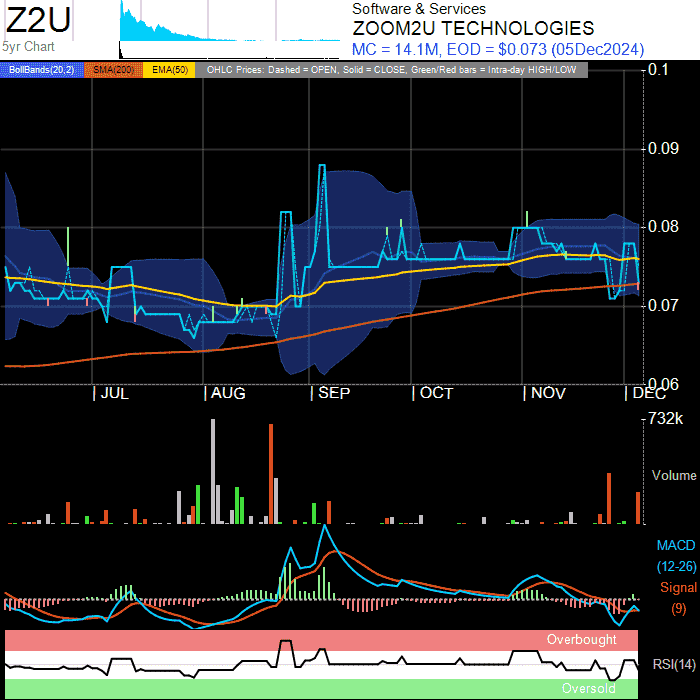 Z2U
5yr Chart
Software & Services
ZOOM2U TECHNOLOGIES
MC = 14.1M, EOD = $0.073 (05Dec2024)
BollBands(20,2) SMA(200) EMA(50) OHLC Prices: Dashed = OPEN, Solid = CLOSE, Green/Red bars = Intra-day HIGH/LOW
0.1
0.09
0.08
0.07
0.06
JUL AUG SEP OCT NOV DEC
732k
Volume
MACD
(12-26)
Signal
(9)
Overbought
RSI(14)
Oversold